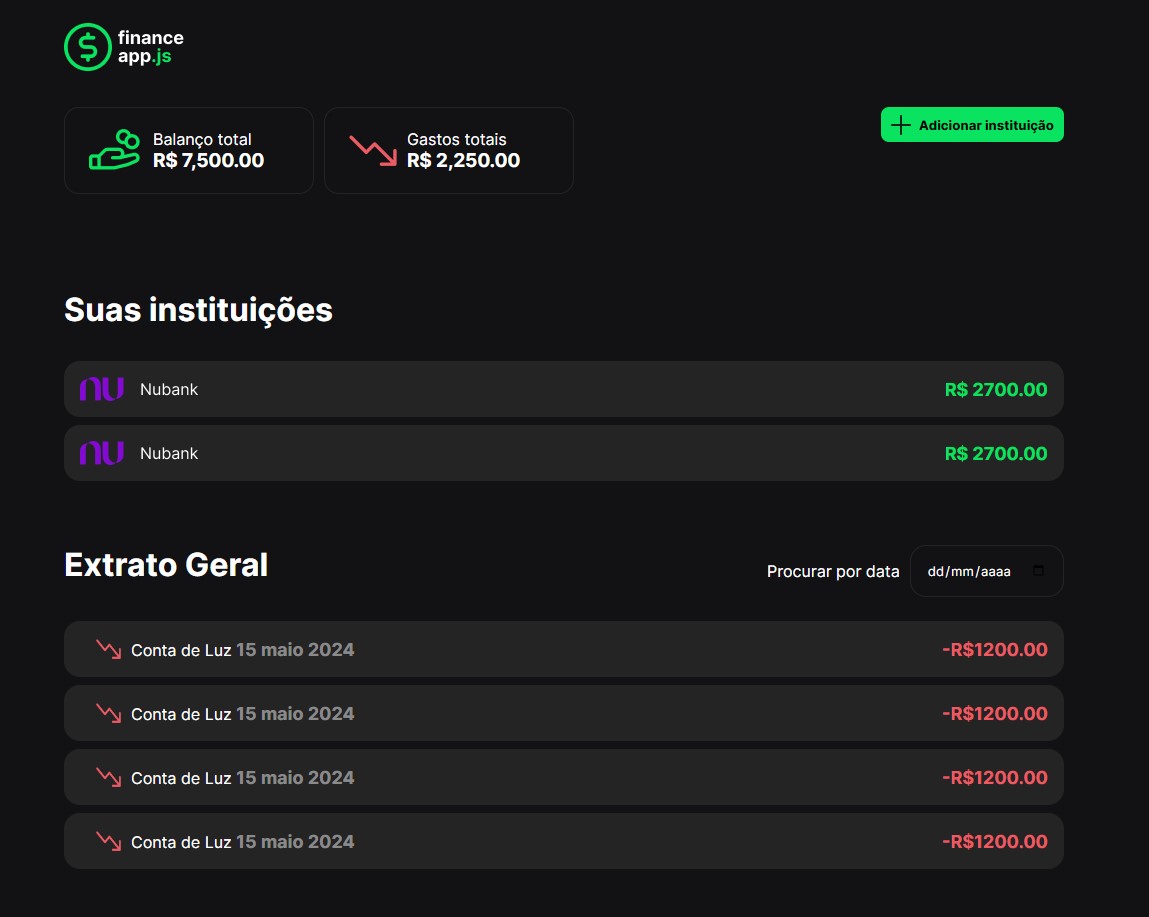 finance
app.js
Balanço total
R$ 7,500.00
Gastos totais
R$ 2,250.00
Adicionar instituição
Suas instituições
nu Nubank R$ 2700.00
nu Nubank R$ 2700.00
Extrato Geral
Procurar por data dd/mm/aaaa
Conta de Luz 15 maio 2024 -R$1200.00
Conta de Luz 15 maio 2024 -R$1200.00
Conta de Luz 15 maio 2024 -R$1200.00
Conta de Luz 15 maio 2024 -R$1200.00